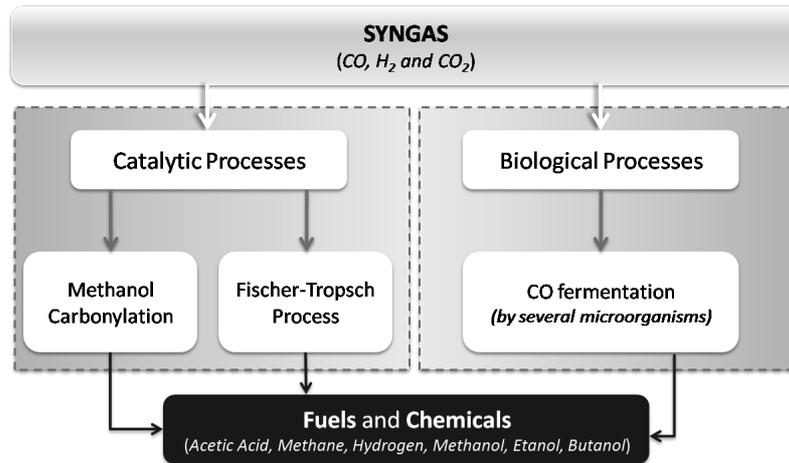 SYNGAS
(CO, H₂ and CO₂)
Catalytic Processes
Biological Processes
Methanol
Carbonylation
Fischer-Tropsch
Process
CO fermentation
(by several microorganisms)
Fuels and Chemicals
(Acetic Acid, Methane, Hydrogen, Methanol, Etanol, Butanol)